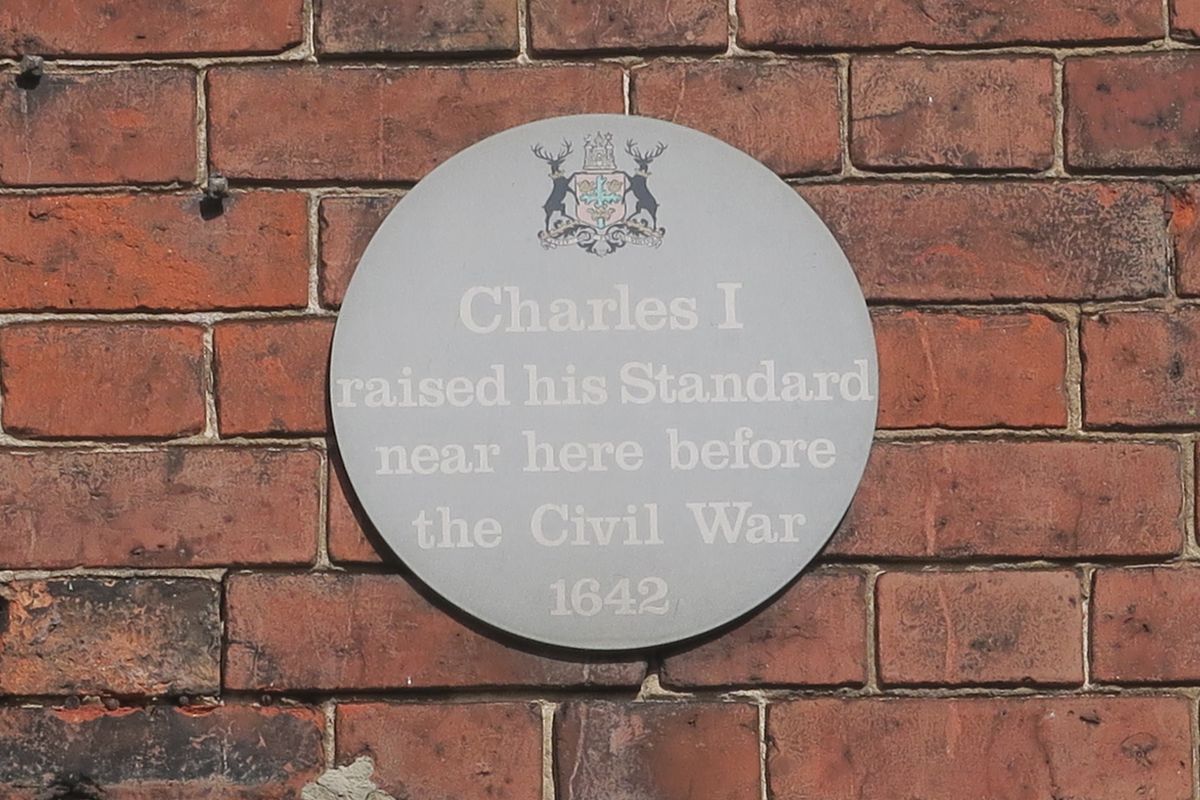 Charles I
raised his Standard
near here before
the Civil War
1642